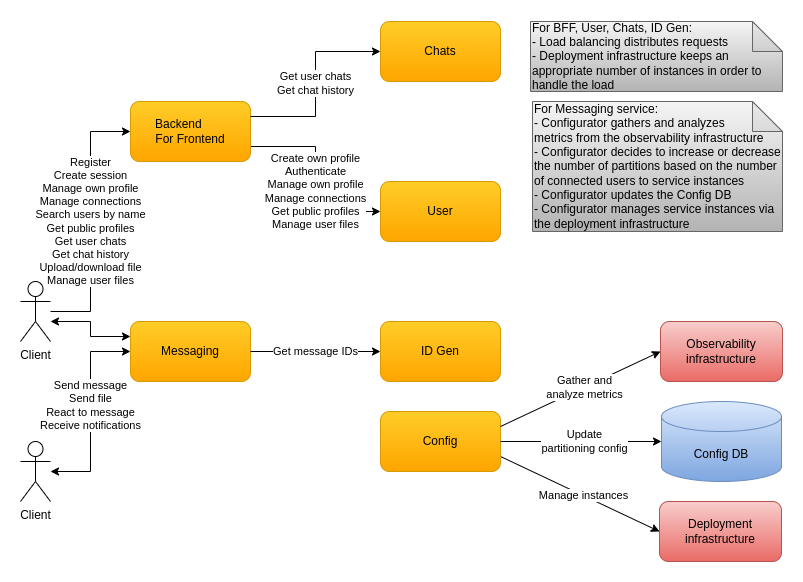 Chats
For BFF, User, Chats, ID Gen:
- Load balancing distributes requests
- Deployment infrastructure keeps an
appropriate number of instances in order to
handle the load
Get user chats
Get chat history
Backend
For Frontend
For Messaging service:
- Configurator gathers and analyzes
metrics from the observability infrastructure
- Configurator decides to increase or decrease
the number of partitions based on the number
of connected users to service instances
- Configurator updates the Config DB
- Configurator manages service instances via
the deployment infrastructure
Register
Create session
Manage own profile
Manage connections
Search users by name
Get public profiles
Get user chats
Get chat history
Upload/download file
Manage user files
Create own profile
Authenticate
Manage own profile
Manage connections
Get public profiles
Manage user files
User
Client
Messaging
Get message IDs
ID Gen
Observability
infrastructure
Send message
Send file
React to message
Receive notifications
Gather and
analyze metrics
Config
Update
partitioning config
Config DB
Manage instances
Client
Deployment
infrastructure